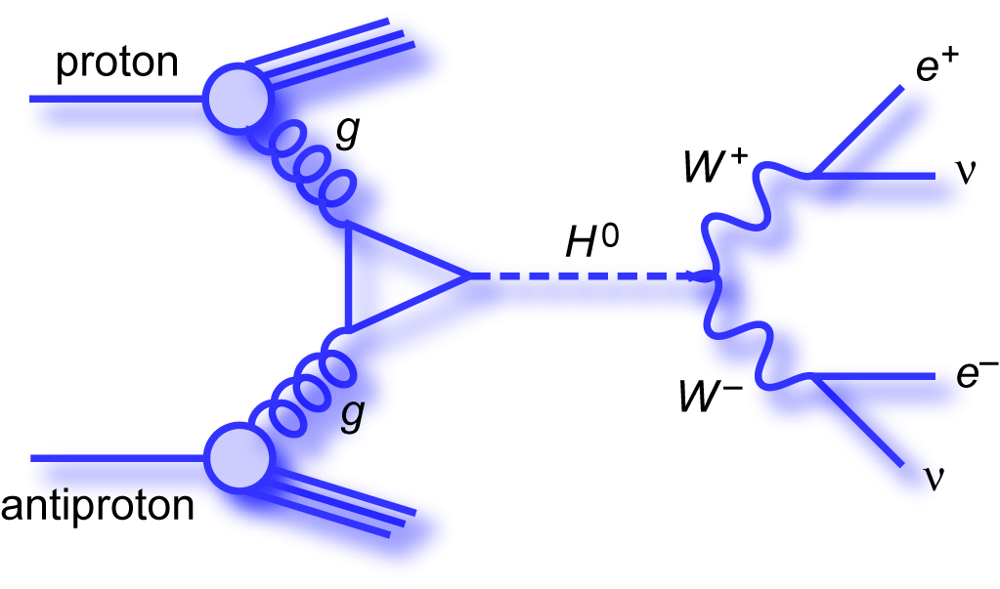 proton
g
e⁺
W⁺
ν
H⁰
g
W⁻
e⁻
antiproton
ν